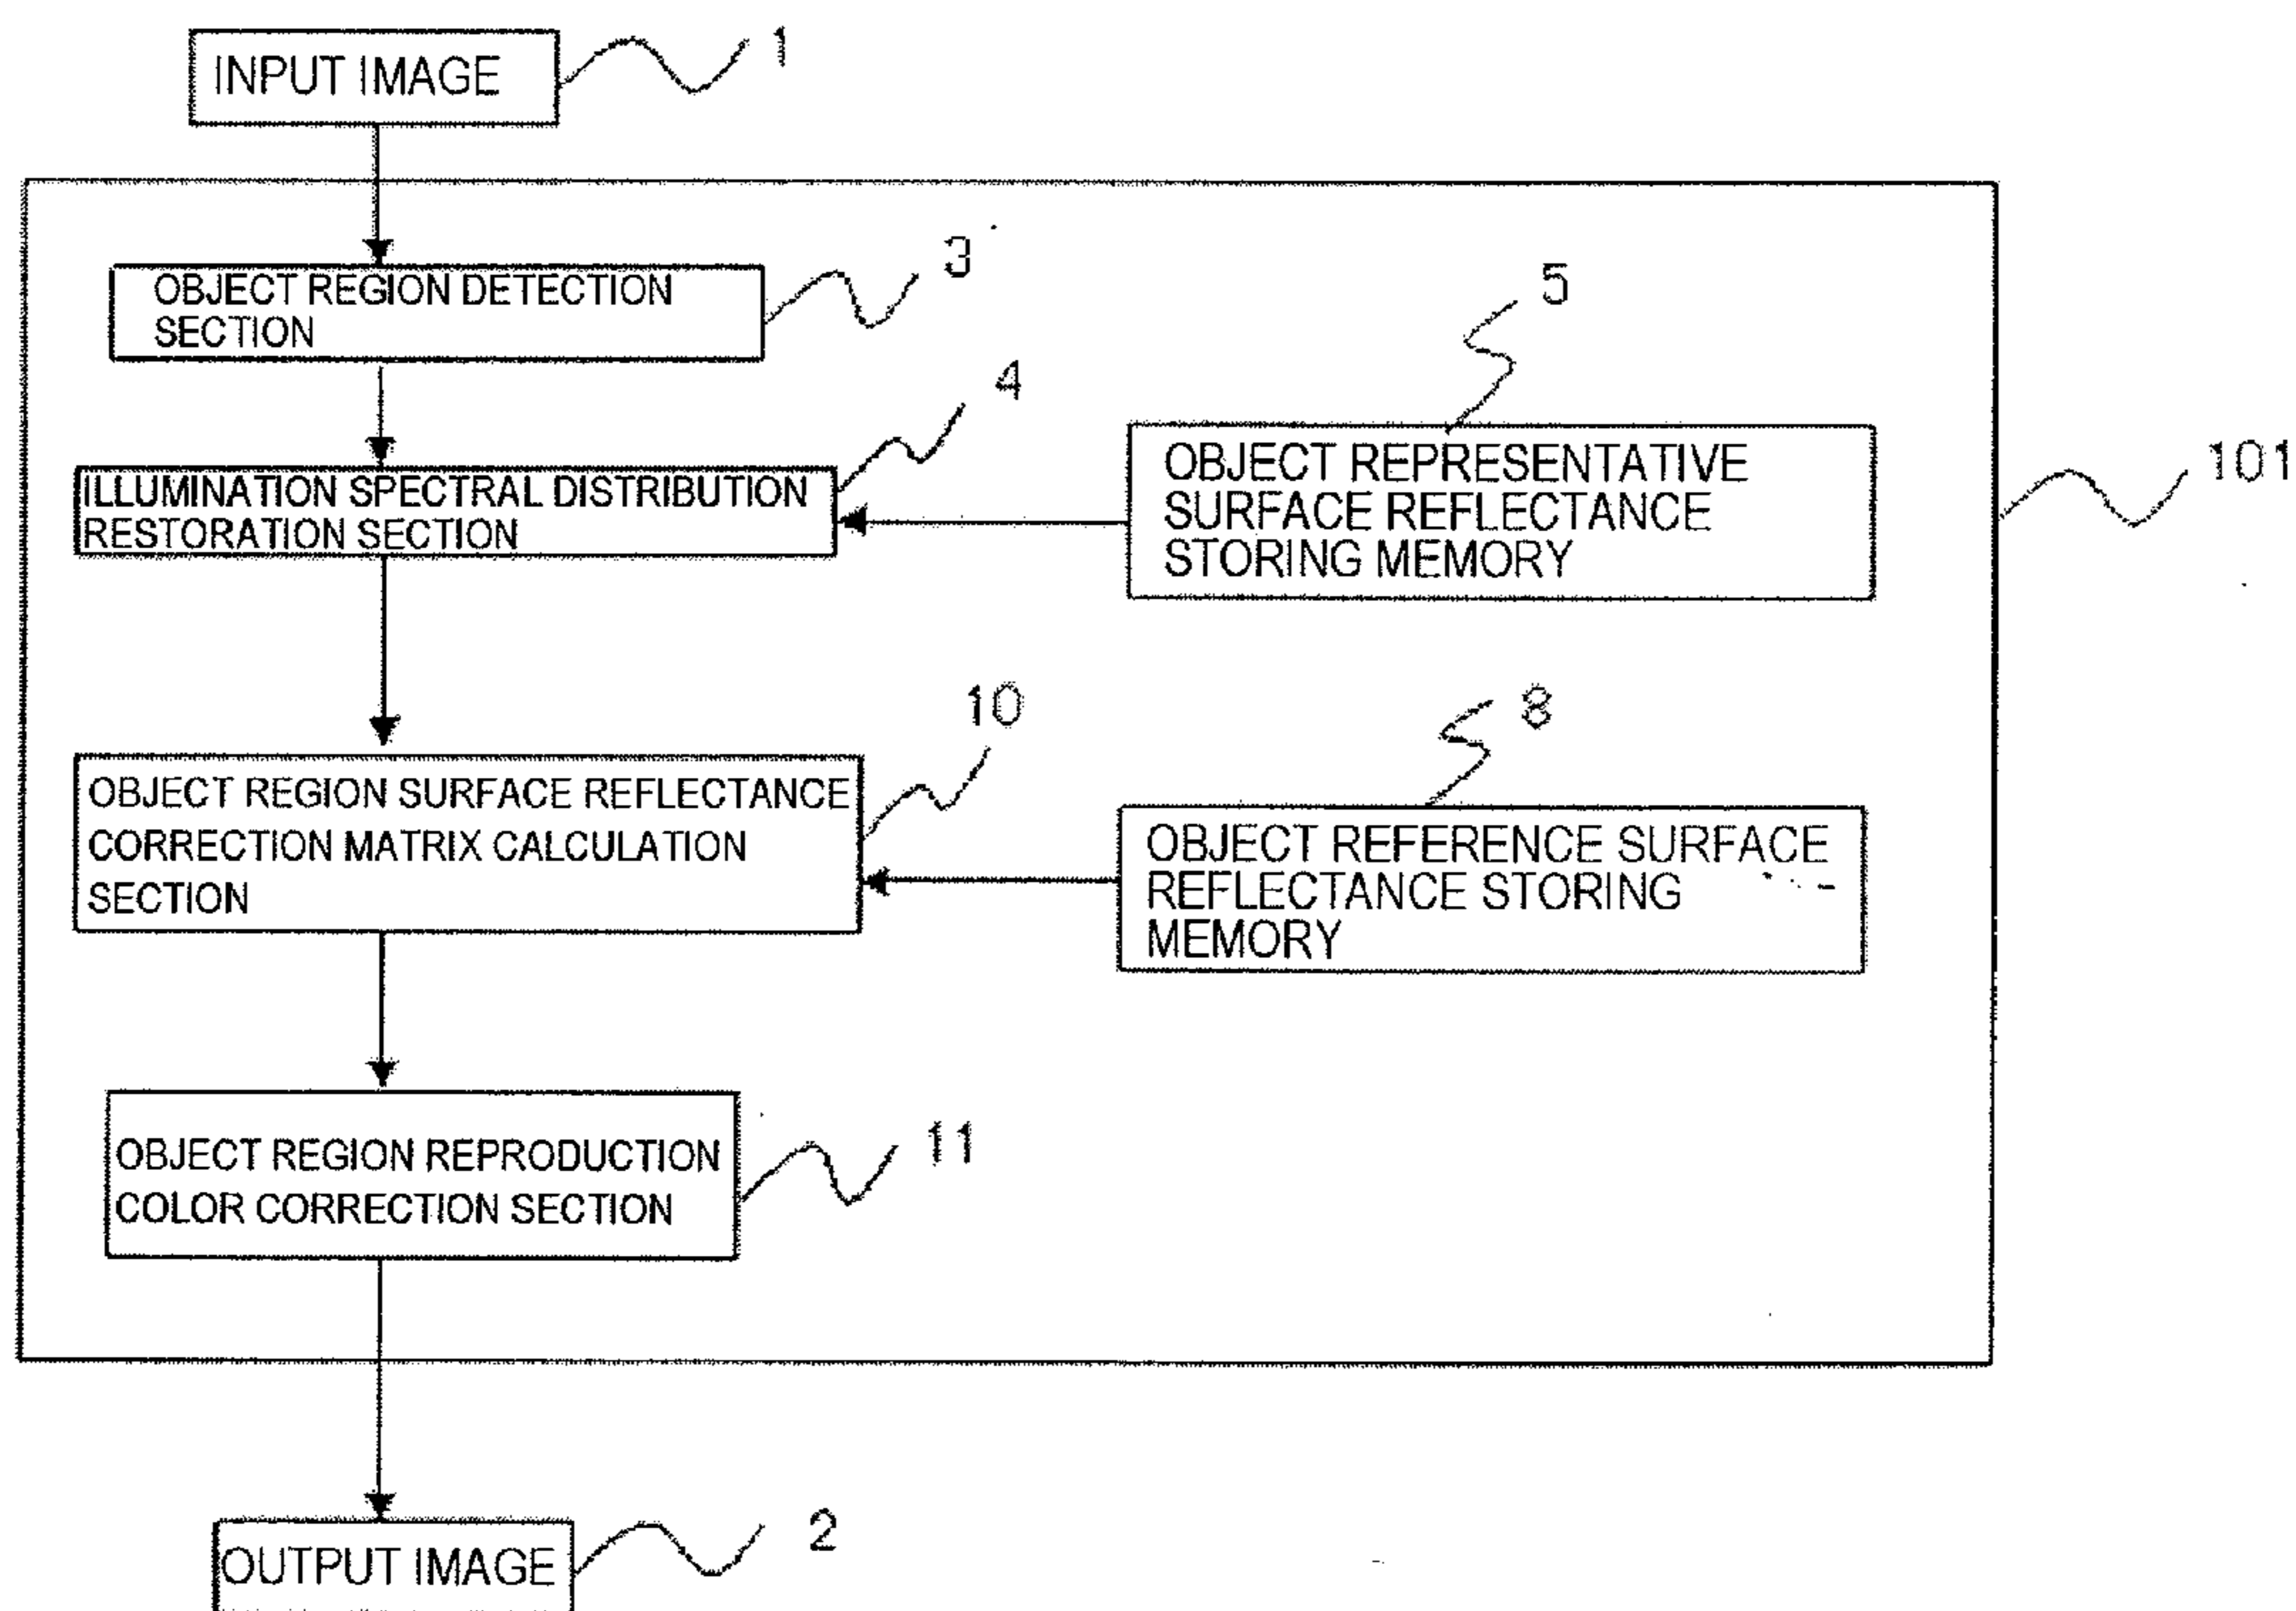 INPUT IMAGE
1
OBJECT REGION DETECTION
SECTION
3
ILLUMINATION SPECTRAL DISTRIBUTION
RESTORATION SECTION
4
OBJECT REPRESENTATIVE
SURFACE REFLECTANCE
STORING MEMORY
5
101
OBJECT REGION SURFACE REFLECTANCE
CORRECTION MATRIX CALCULATION
SECTION
10
OBJECT REFERENCE SURFACE
REFLECTANCE STORING
MEMORY
8
OBJECT REGION REPRODUCTION
COLOR CORRECTION SECTION
11
OUTPUT IMAGE
2